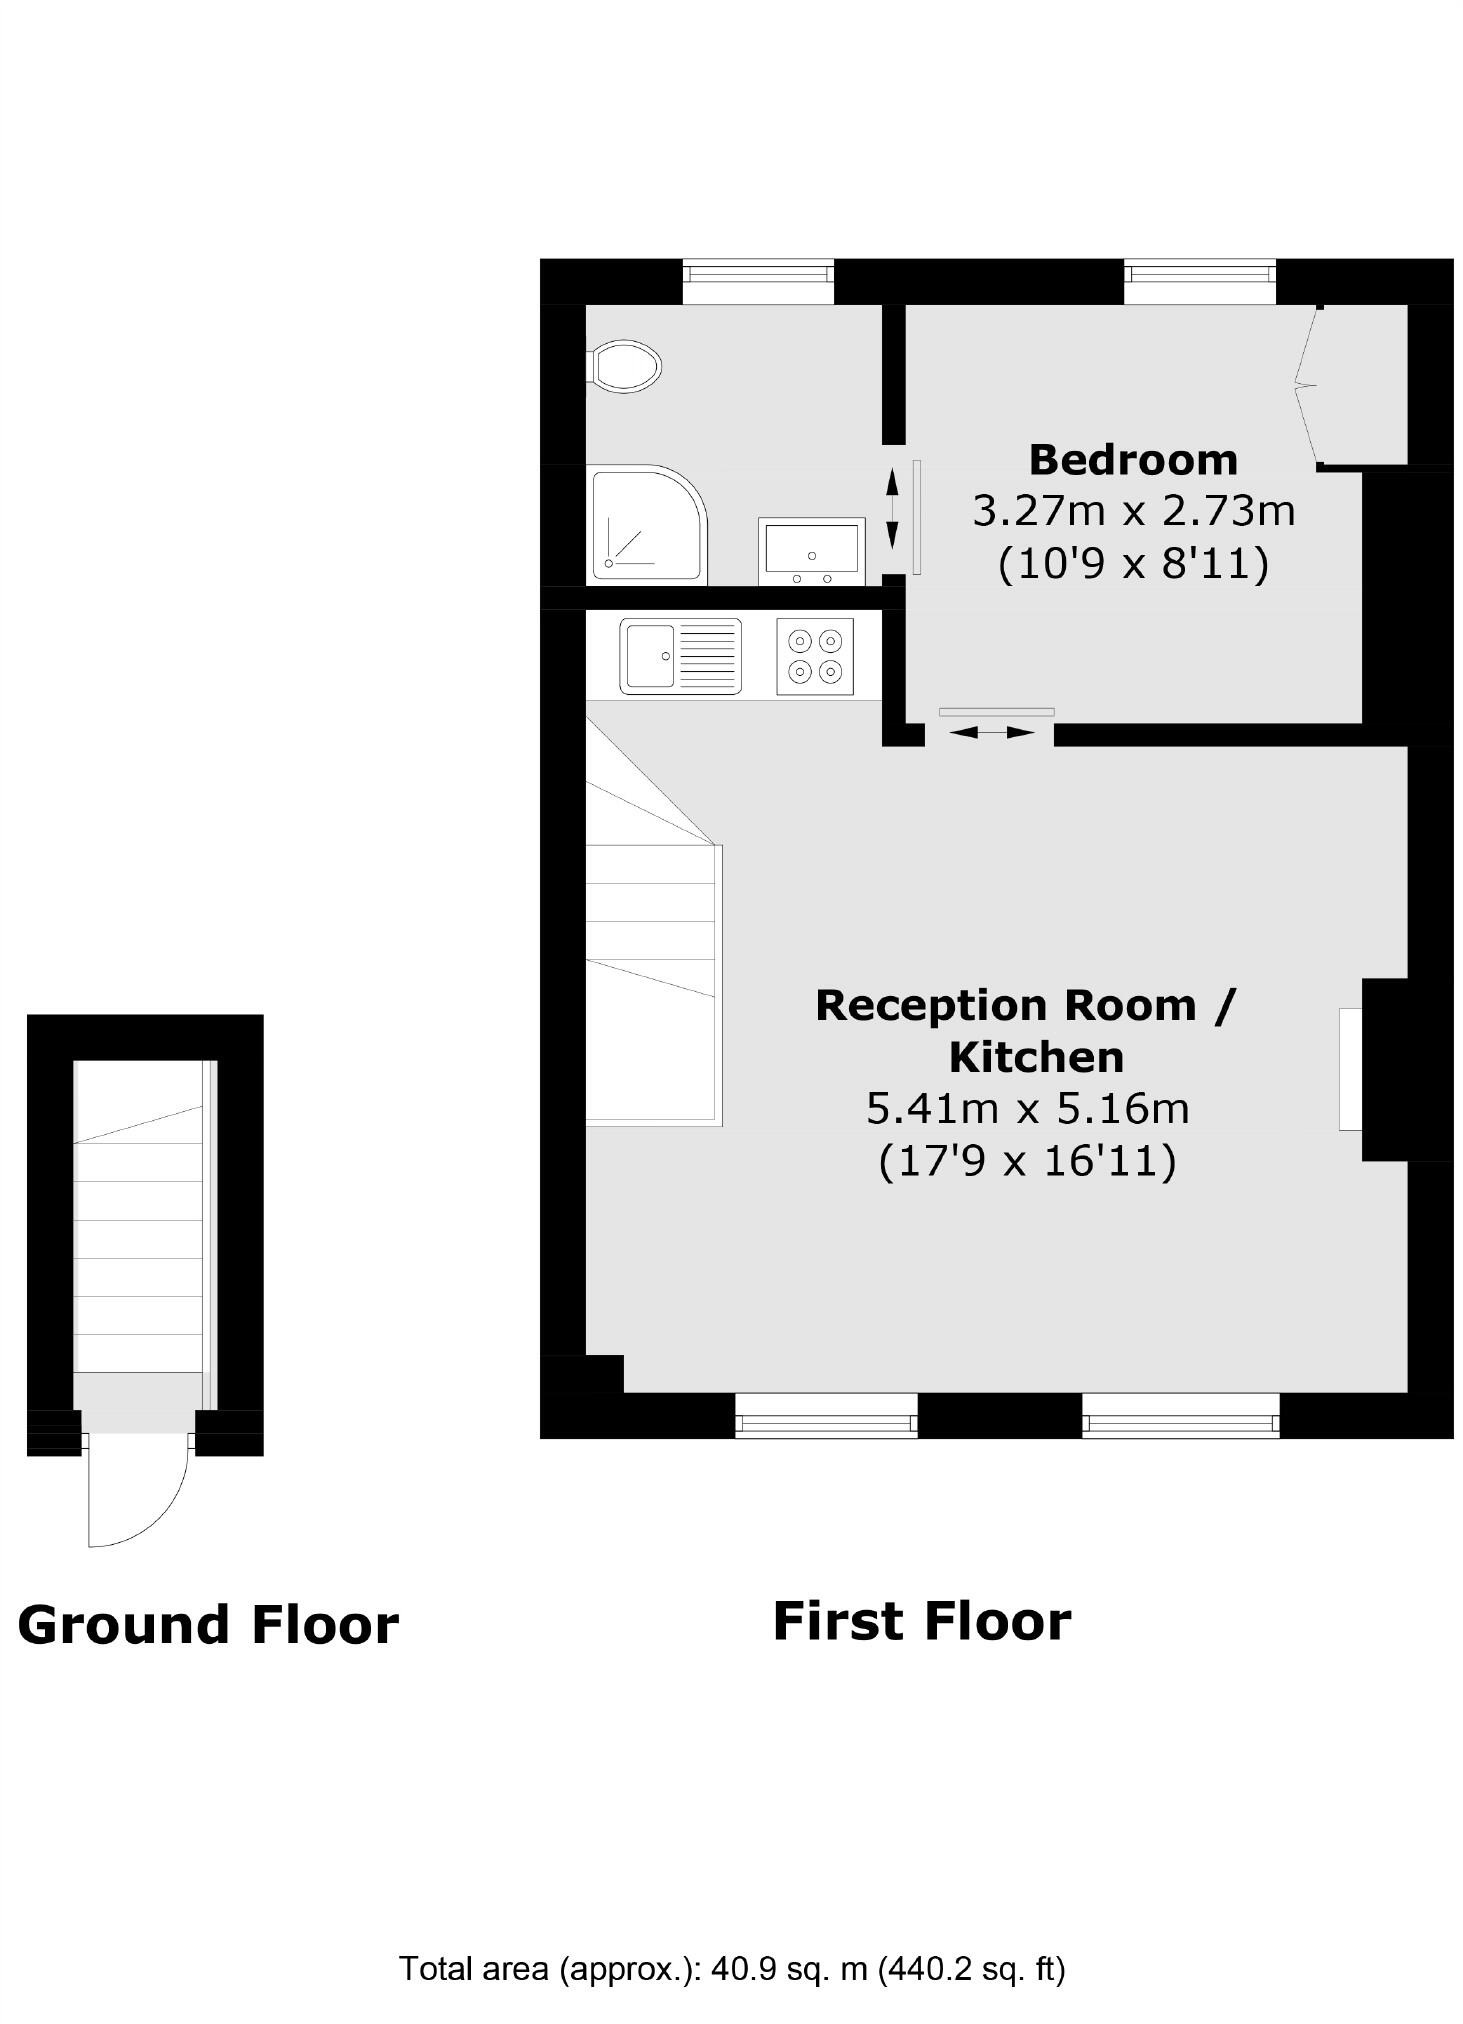 Bedroom
3.27m x 2.73m
(10'9 x 8'11)
Reception Room /
Kitchen
5.41m x 5.16m
(17'9 x 16'11)
Ground Floor
First Floor
Total area (approx.): 40.9 sq. m (440.2 sq. ft)